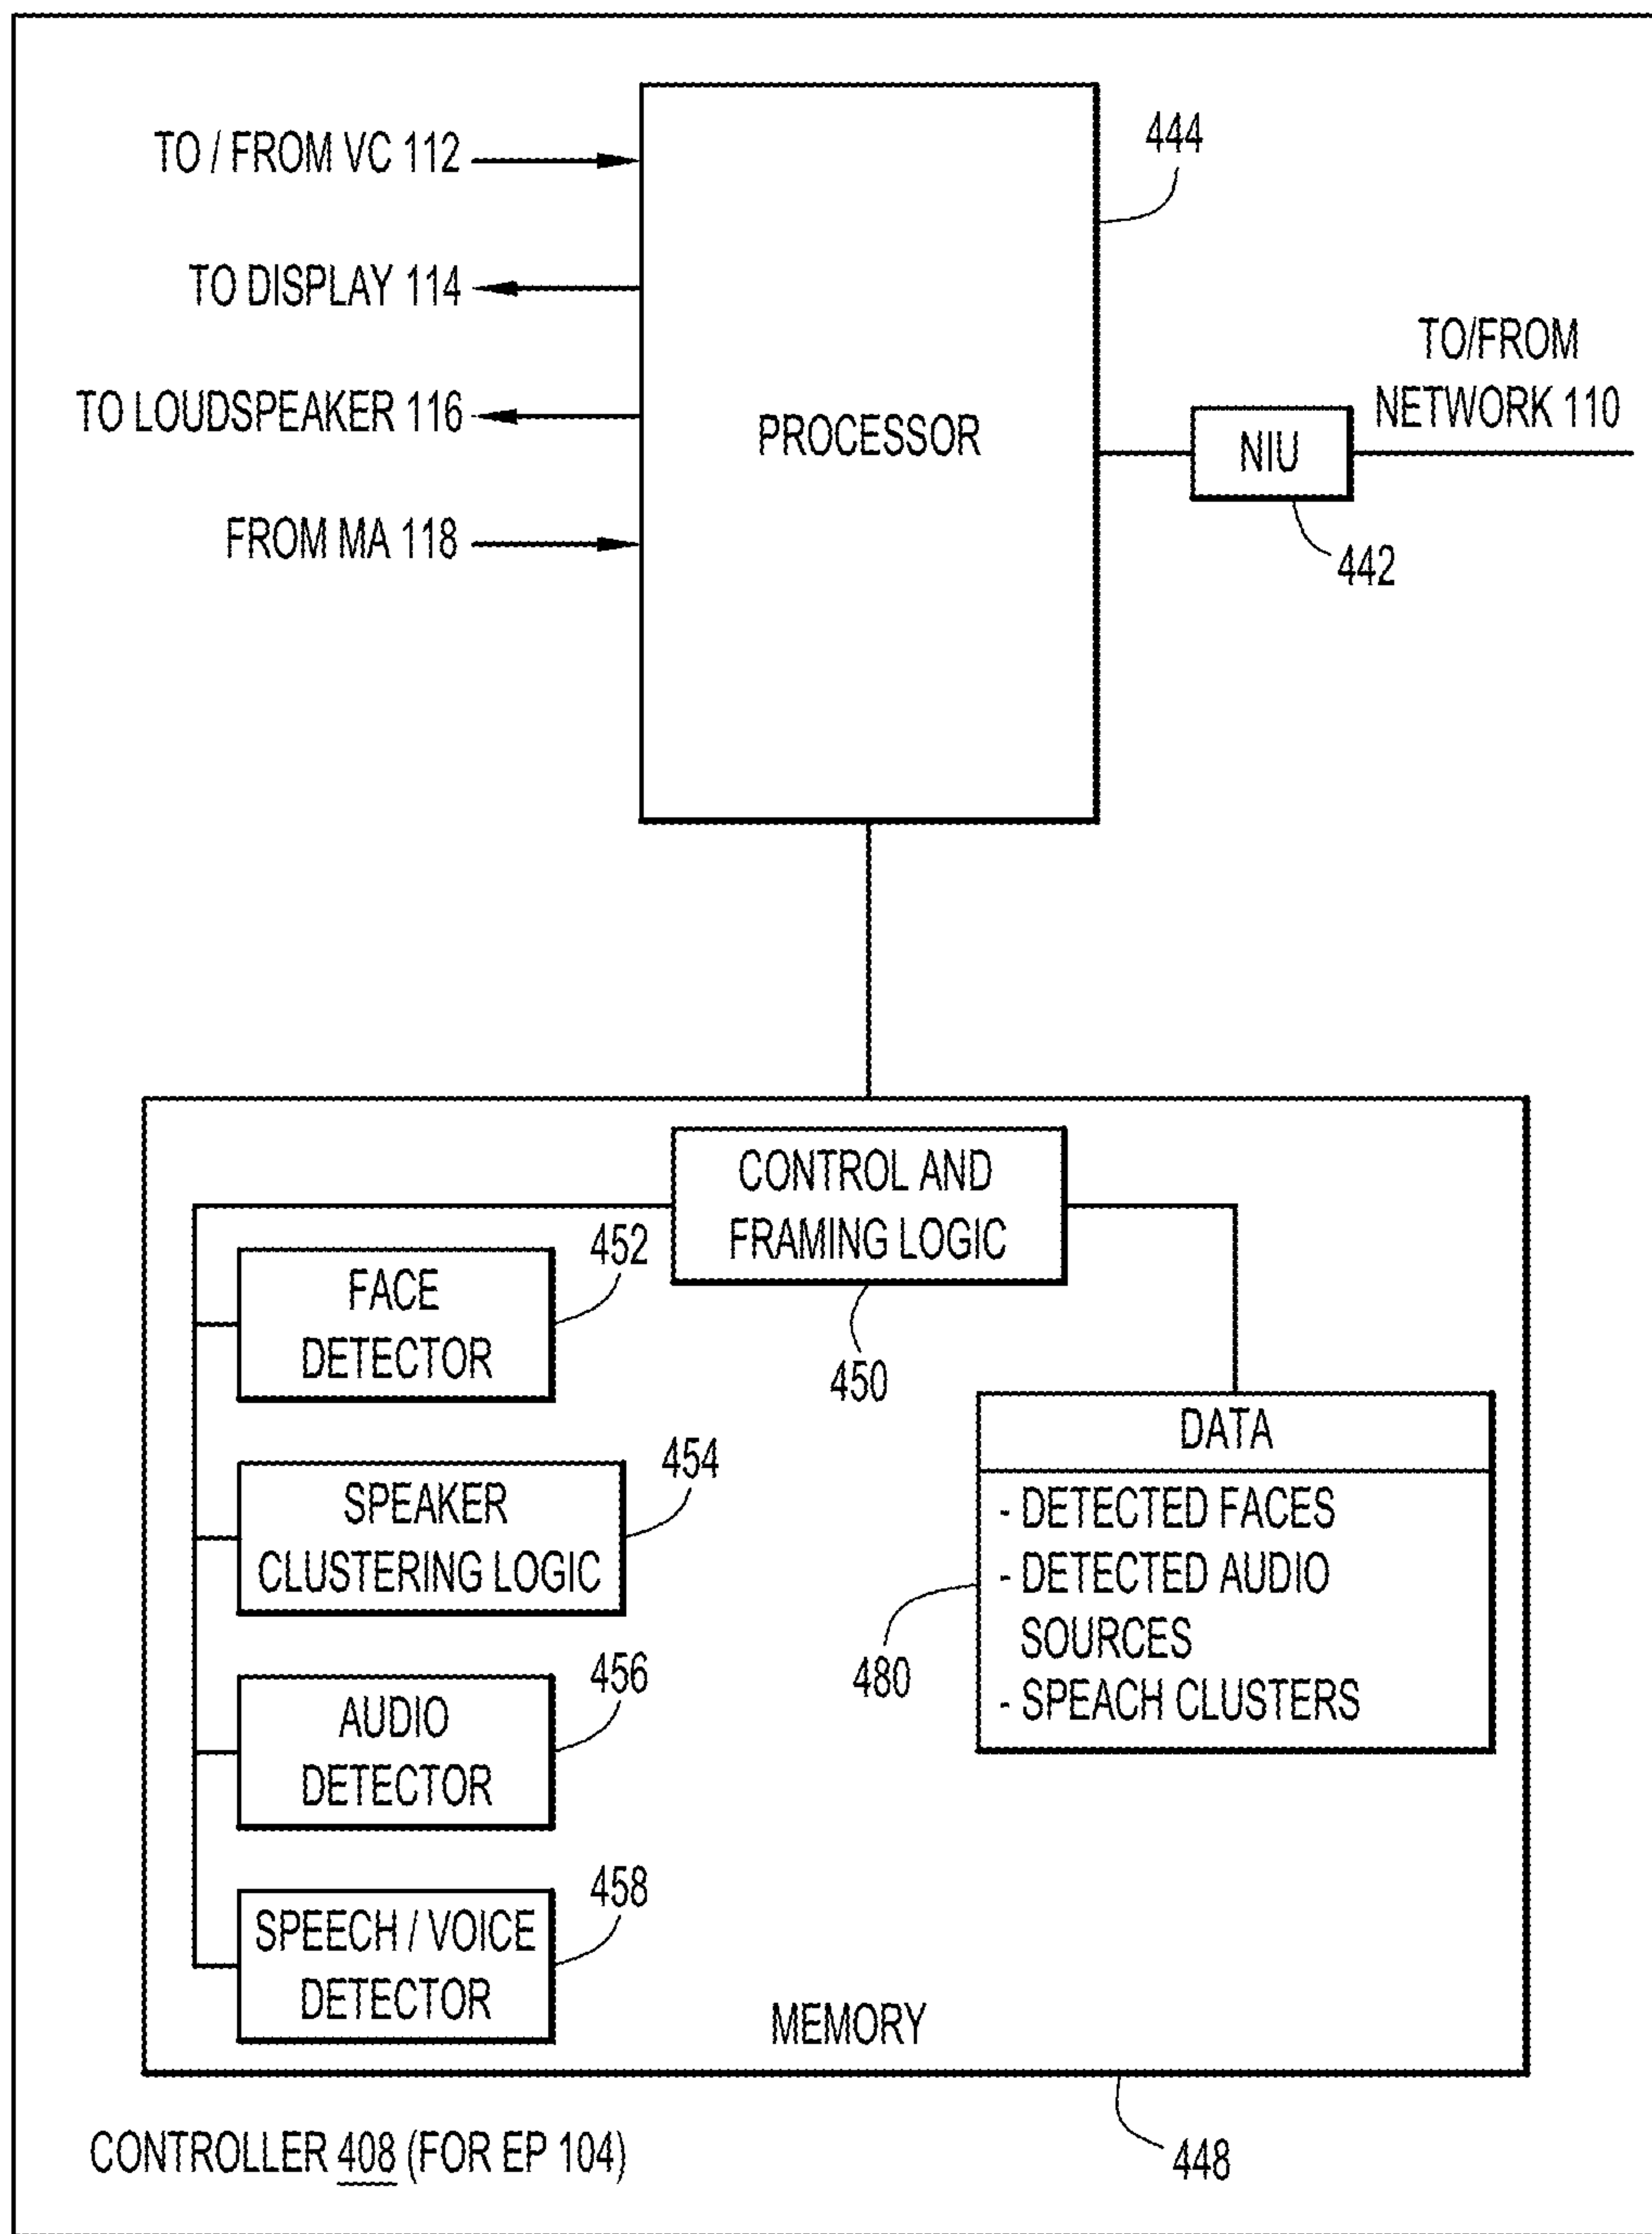 TO / FROM VC 112
444
TO DISPLAY 114
TO/FROM
NETWORK 110
TO LOUDSPEAKER 116
PROCESSOR
NIU
FROM MA 118
442
CONTROL AND
FRAMING LOGIC
450
452
FACE
DETECTOR
454
SPEAKER
CLUSTERING LOGIC
456
AUDIO
DETECTOR
458
SPEECH / VOICE
DETECTOR
DATA
- DETECTED FACES
- DETECTED AUDIO
SOURCES
- SPEACH CLUSTERS
480
MEMORY
448
CONTROLLER 408 (FOR EP 104)